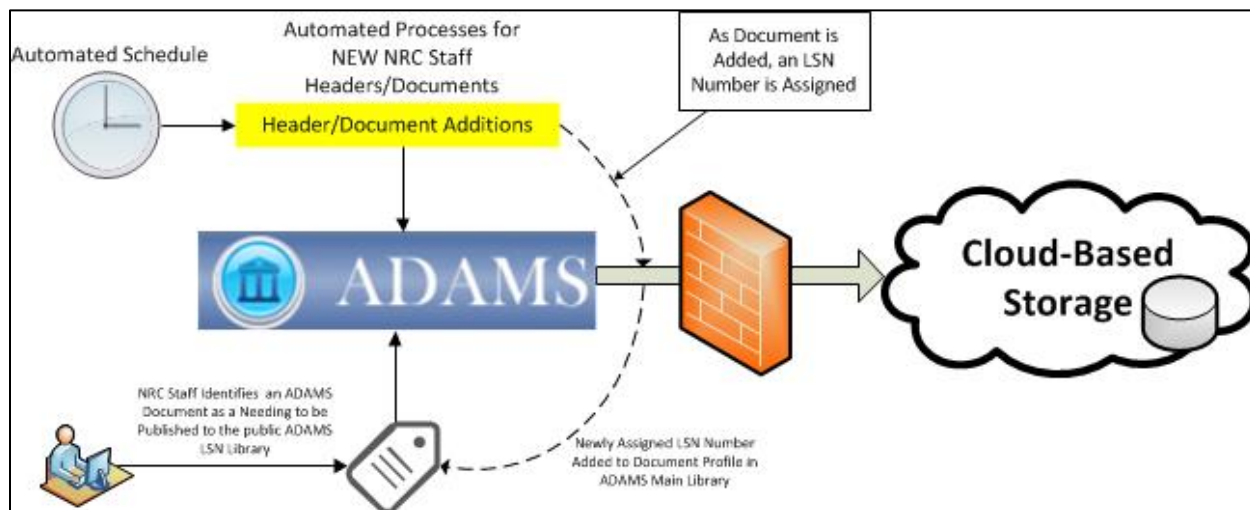 Automated Schedule
Automated Processes for
NEW NRC Staff
Headers/Documents
Header/Document Additions
As Document is
Added, an LSN
Number is Assigned
ADAMS
Cloud-Based
Storage
NRC Staff Identifies an ADAMS
Document as a Needing to be
Published to the public ADAMS
LSN Library
Newly Assigned LSN Number
Added to Document Profile in
ADAMS Main Library